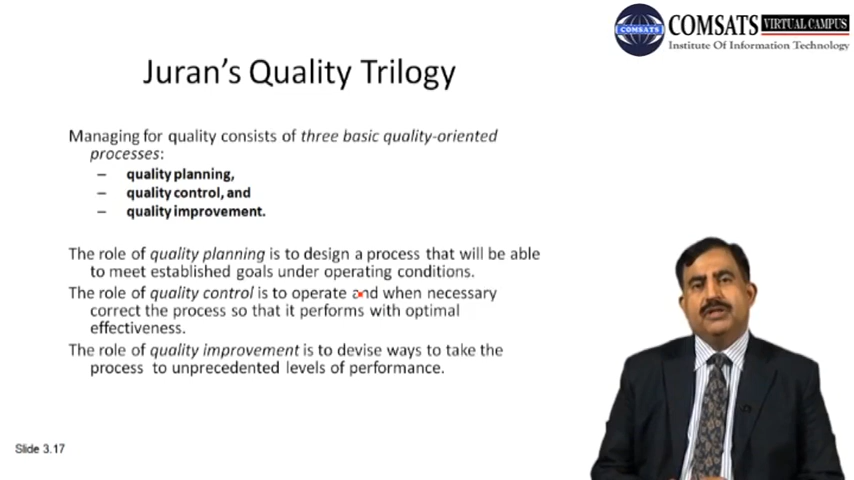 COMSATS VIRTUAL CAMPUS
COMSATS
Institute Of Information Technology
Juran's Quality Trilogy
Managing for quality consists of three basic quality-oriented
processes:
– quality planning,
– quality control, and
– quality improvement.
The role of quality planning is to design a process that will be able
to meet established goals under operating conditions.
The role of quality control is to operate and when necessary
correct the process so that it performs with optimal
effectiveness.
The role of quality improvement is to devise ways to take the
process to unprecedented levels of performance.
Slide 3.17